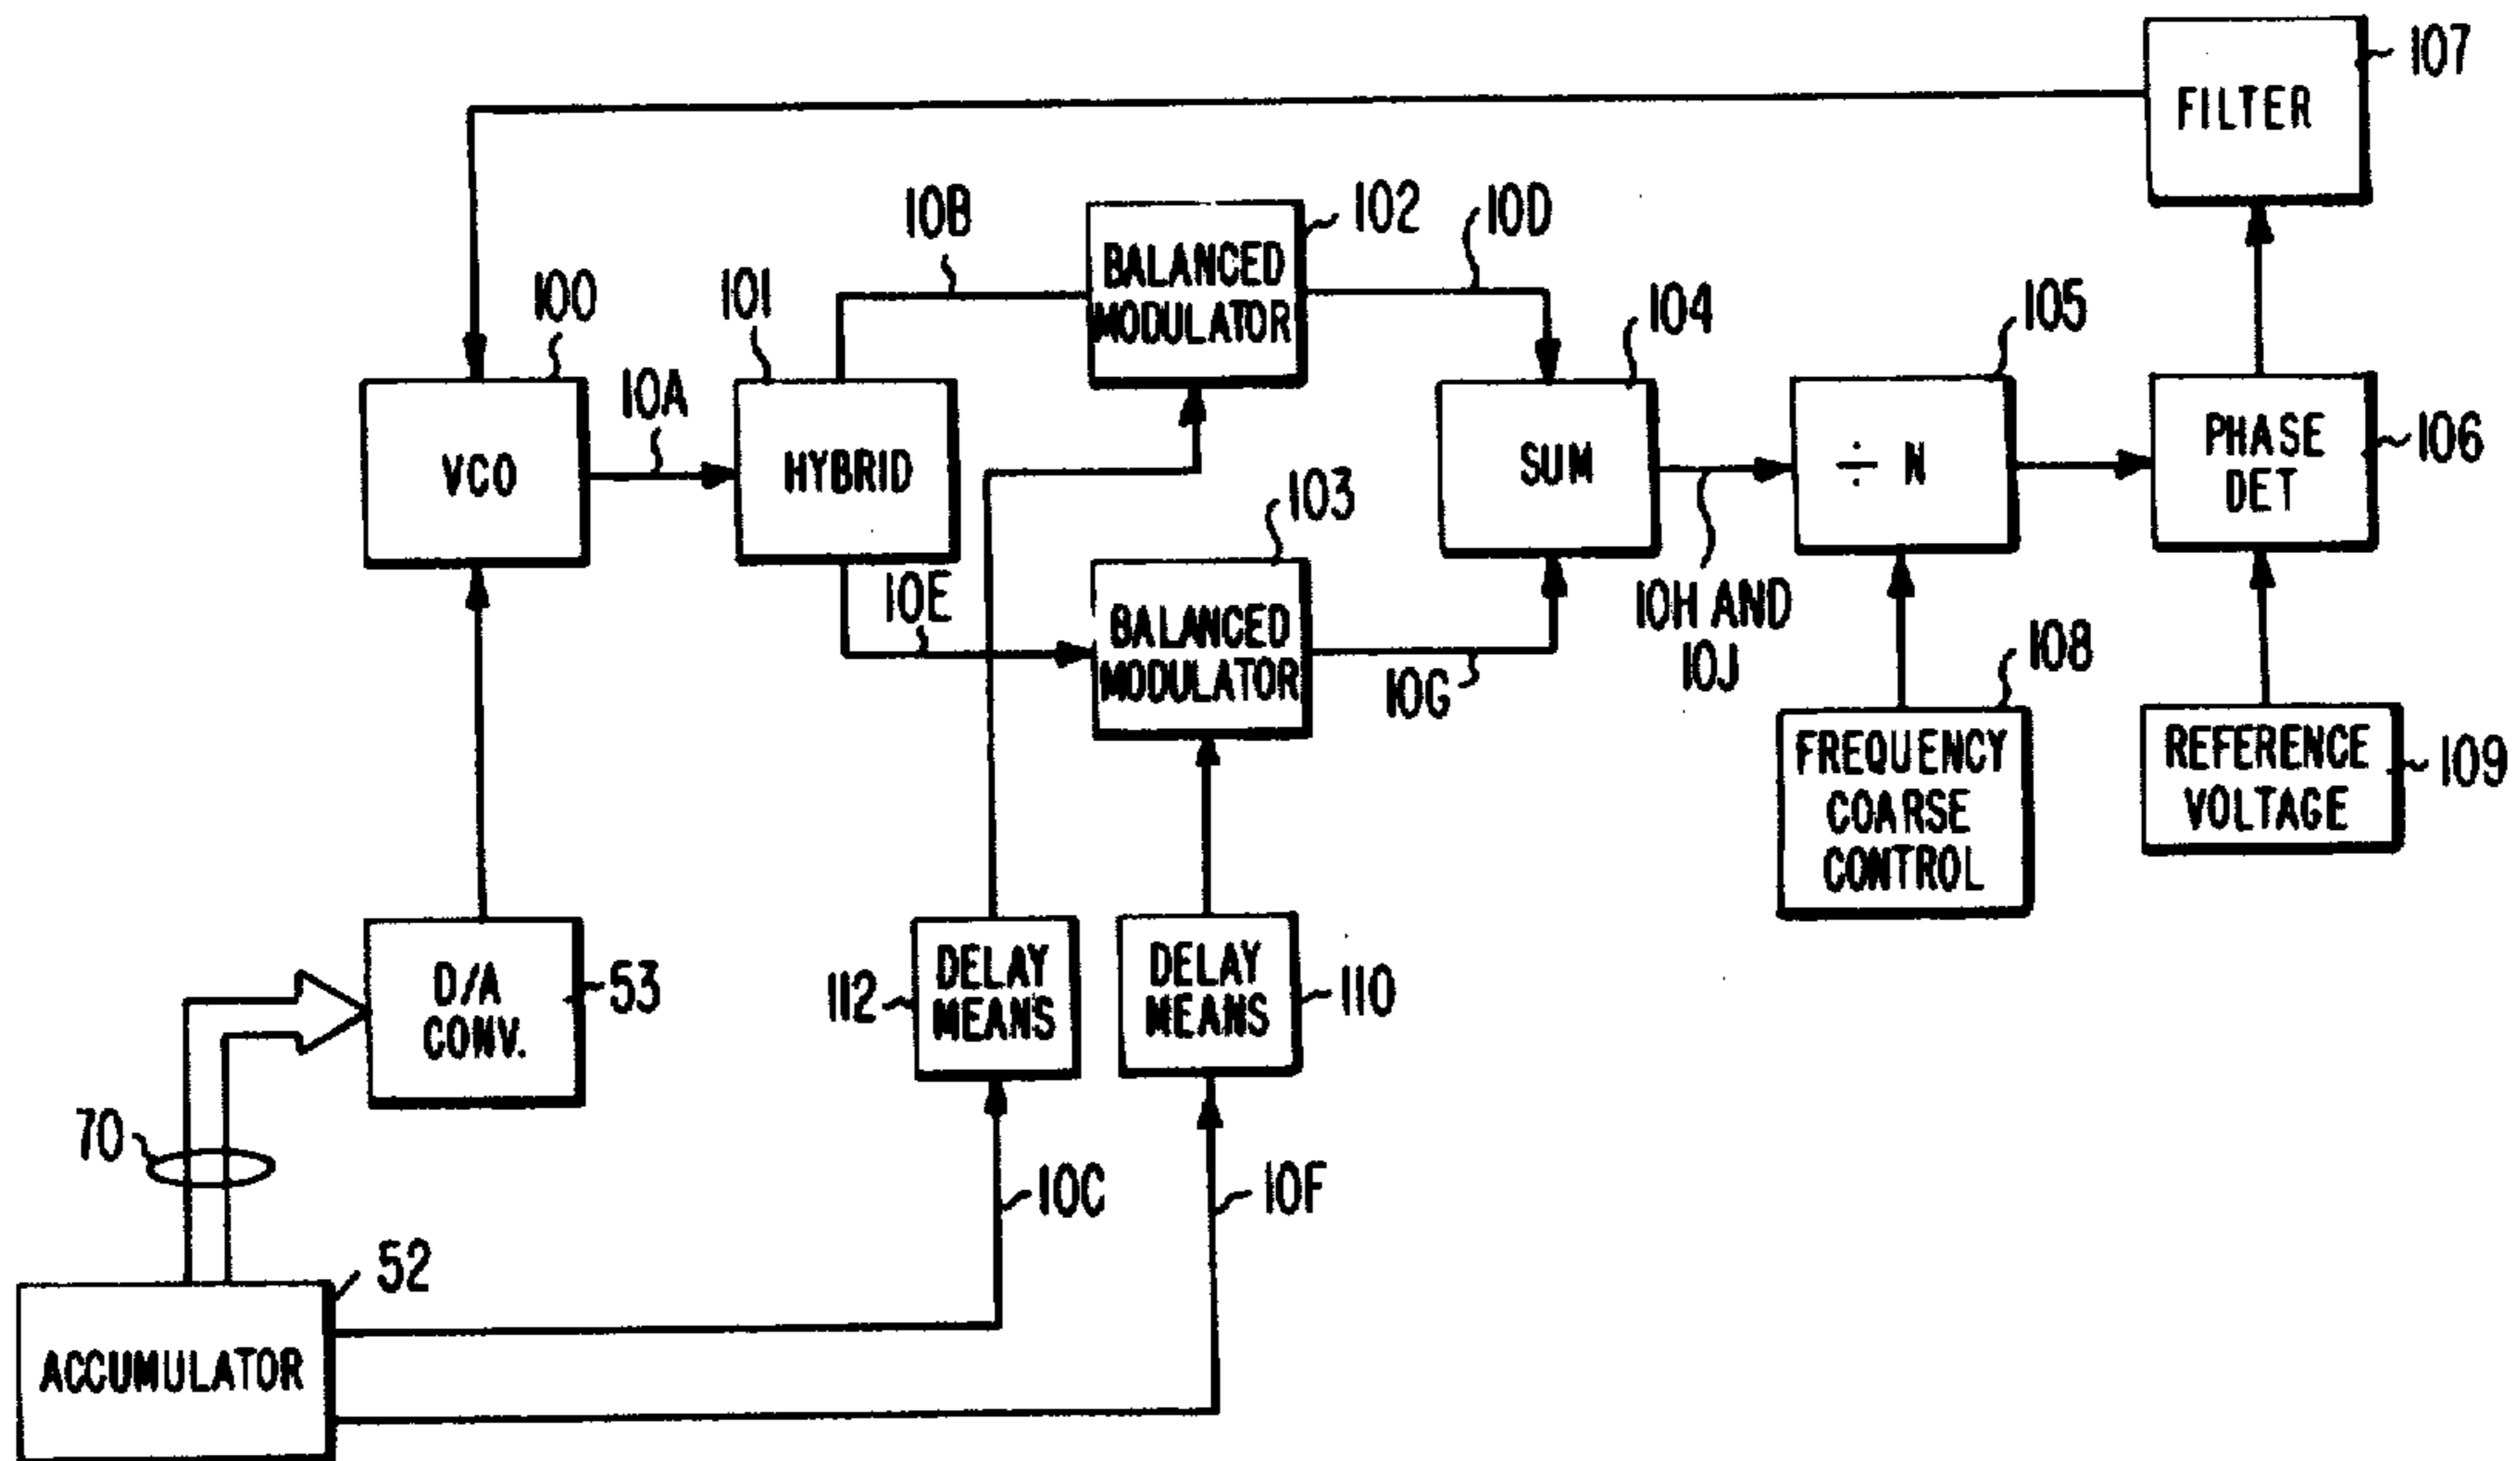 107
FILTER
10B
102
10D
BALANCED
MODULATOR
100
101
104
105
10A
VCO
HYBRID
SUM
÷ N
PHASE
DET
106
103
10E
BALANCED
MODULATOR
10G
10H AND
10J
108
FREQUENCY
COARSE
CONTROL
REFERENCE
VOLTAGE
109
D/A
CONV.
53
112
DELAY
MEANS
DELAY
MEANS
110
70
10C
10F
52
ACCUMULATOR